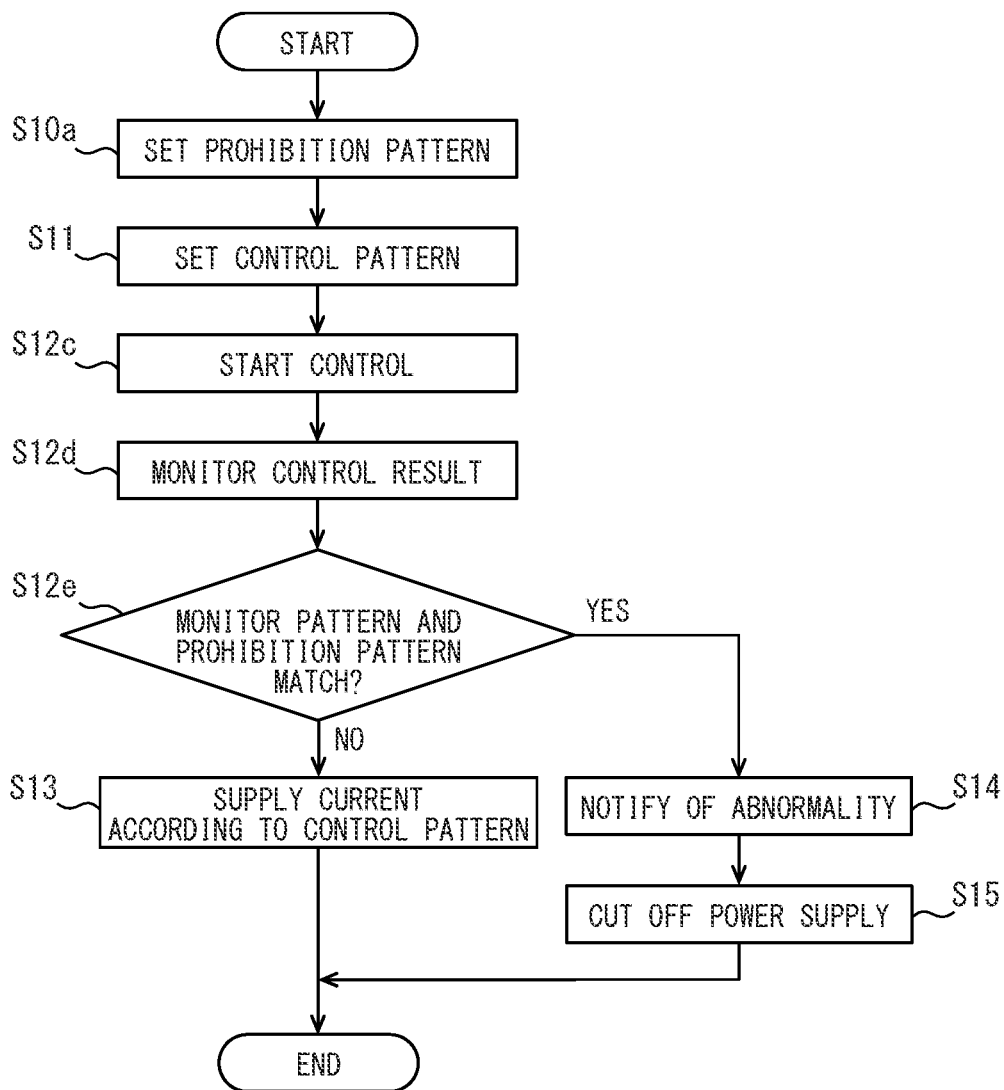 START
S10a
SET PROHIBITION PATTERN
S11
SET CONTROL PATTERN
S12c
START CONTROL
S12d
MONITOR CONTROL RESULT
S12e
MONITOR PATTERN AND
PROHIBITION PATTERN
MATCH?
YES
NO
S13
SUPPLY CURRENT
ACCORDING TO CONTROL PATTERN
S14
NOTIFY OF ABNORMALITY
S15
CUT OFF POWER SUPPLY
END